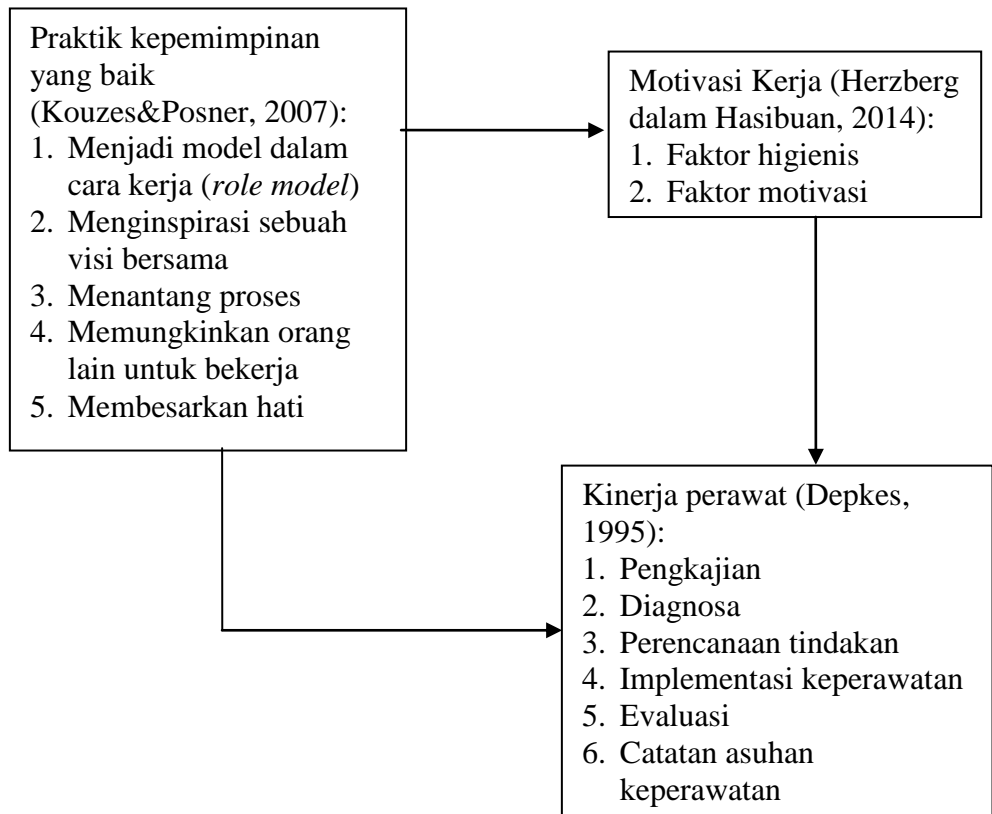 Praktik kepemimpinan
yang baik
(Kouzes&Posner, 2007):
1. Menjadi model dalam
cara kerja (role model)
2. Menginspirasi sebuah
visi bersama
3. Menantang proses
4. Memungkinkan orang
lain untuk bekerja
5. Membesarkan hati
Motivasi Kerja (Herzberg
dalam Hasibuan, 2014):
1. Faktor higienis
2. Faktor motivasi
Kinerja perawat (Depkes,
1995):
1. Pengkajian
2. Diagnosa
3. Perencanaan tindakan
4. Implementasi keperawatan
5. Evaluasi
6. Catatan asuhan
keperawatan